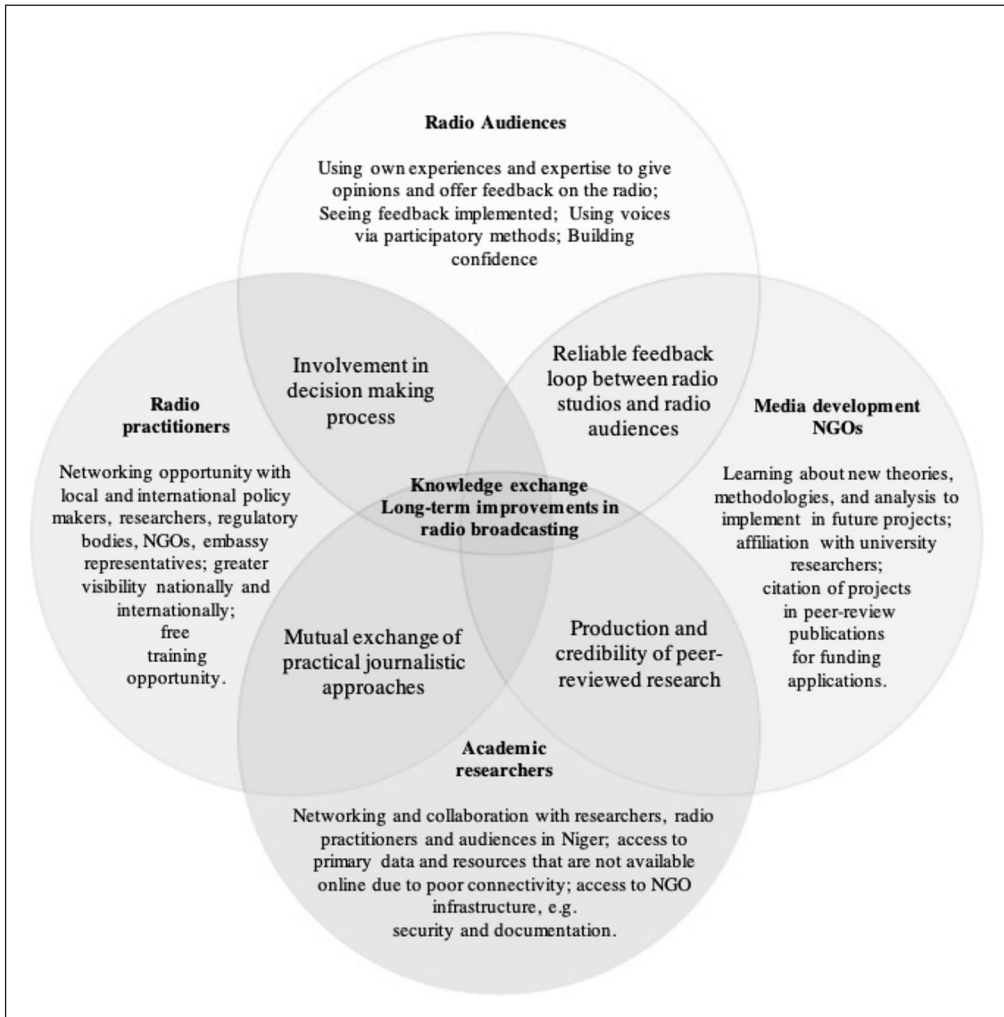 Radio Audiences
Using own experiences and expertise to give
opinions and offer feedback on the radio;
Seeing feedback implemented; Using voices
via participatory methods; Building
confidence
Involvement in
decision making
process
Reliable feedback
loop between radio
studios and radio
audiences
Radio
practitioners
Networking opportunity with
local and international policy
makers, researchers, regulatory
bodies, NGOs, embassy
representatives; greater
visibility nationally and
internationally;
free
training
opportunity.
Media development
NGOs
Learning about new theories,
methodologies, and analysis to
implement in future projects;
affiliation with university
researchers;
citation of projects
in peer-review
publications
for funding
applications.
Knowledge exchange
Long-term improvements in
radio broadcasting
Mutual exchange of
practical journalistic
approaches
Production and
credibility of peer-
reviewed research
Academic
researchers
Networking and collaboration with researchers, radio
practitioners and audiences in Niger; access to
primary data and resources that are not available
online due to poor connectivity; access to NGO
infrastructure, e.g.
security and documentation.